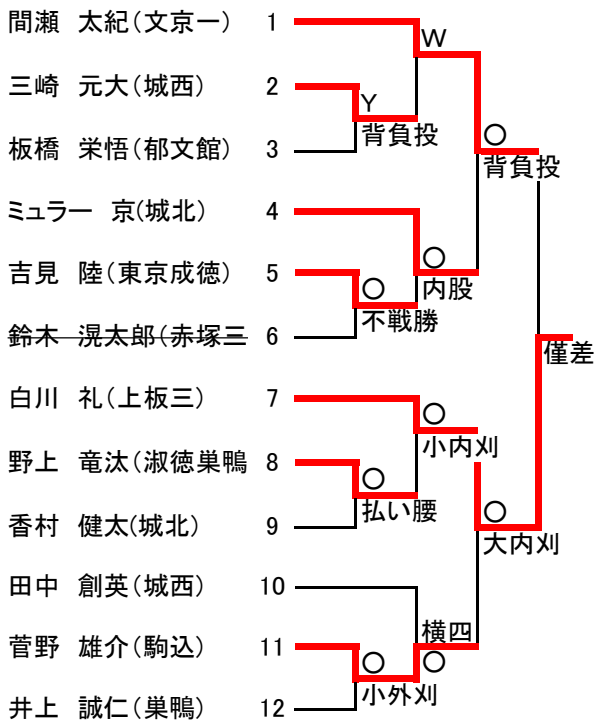 間瀬 太紀(文京一) 1
W
三崎 元大(城西) 2
Y
背負投
板橋 栄悟(郁文館) 3
○
背負投
ミュラー 京(城北) 4
○
内股
吉見 陸(東京成徳) 5
○
不戦勝
鈴木 滉太郎(赤塚三 6
僅差
白川 礼(上板三) 7
○
小内刈
野上 竜汰(淑徳巣鴨 8
○
払い腰
香村 健太(城北) 9
○
大内刈
田中 創英(城西) 10
横四
○
菅野 雄介(駒込) 11
○
小外刈
井上 誠仁(巣鴨) 12